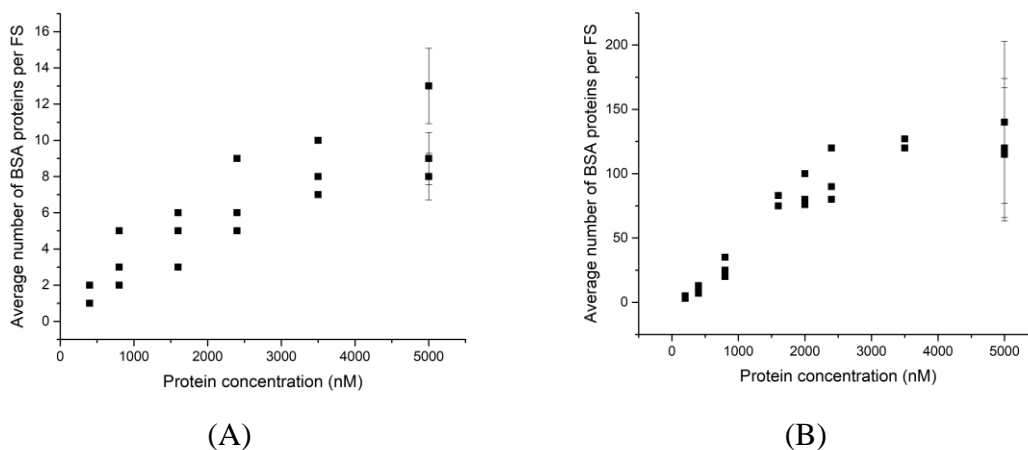 16
14
12
10
8
6
4
2
0
Average number of BSA proteins per FS
0 1000 2000 3000 4000 5000
Protein concentration (nM)
(A)
200
150
100
50
0
Average number of BSA proteins per FS
0 1000 2000 3000 4000 5000
Protein concentration (nM)
(B)